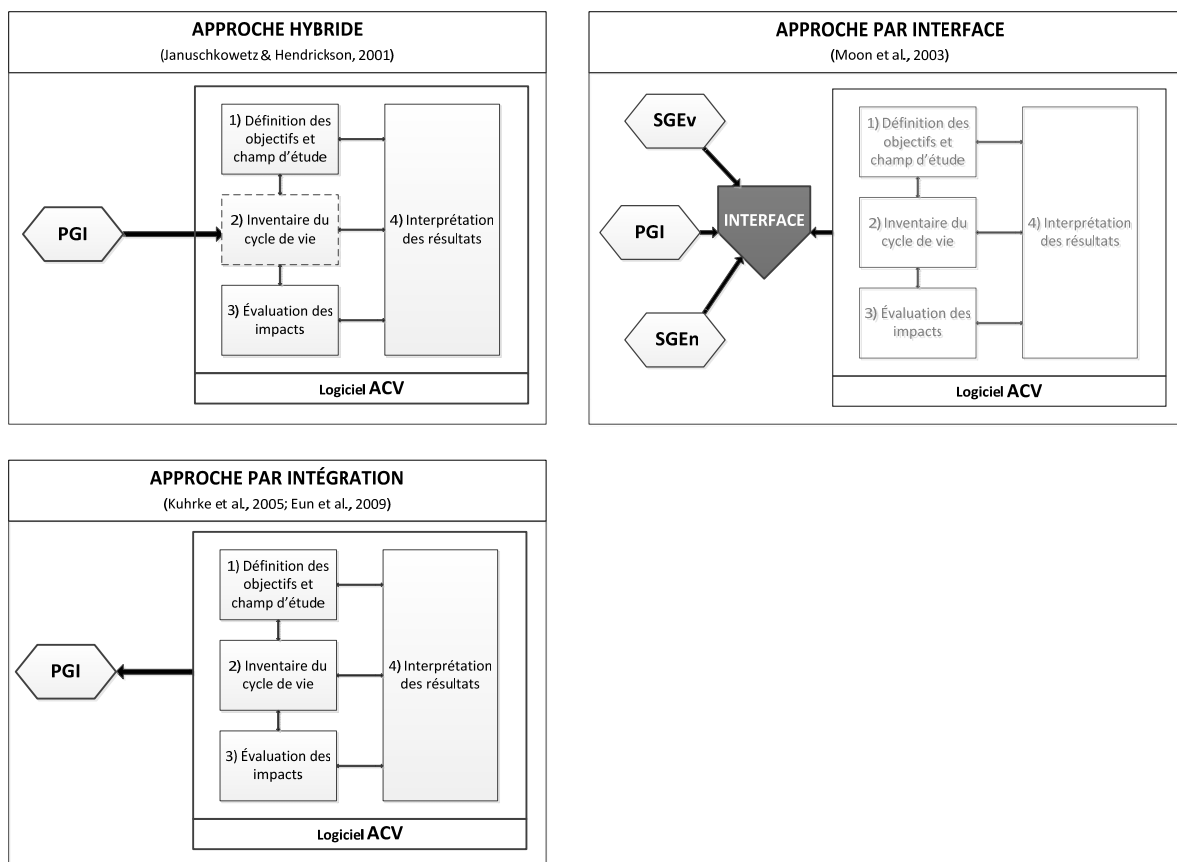 APPROCHE HYBRIDE
(Januschkowetz & Hendrickson, 2001)
PGI
1) Définition des
objectifs et
champ d'étude
2) Inventaire du
cycle de vie
3) Évaluation des
impacts
4) Interprétation
des résultats
Logiciel ACV
APPROCHE PAR INTERFACE
(Moon et al., 2003)
SGEv
PGI
SGEn
INTERFACE
1) Définition des
objectifs et
champ d'étude
2) Inventaire du
cycle de vie
3) Évaluation des
impacts
4) Interprétation
des résultats
Logiciel ACV
APPROCHE PAR INTÉGRATION
(Kuhrke et al., 2005; Eun et al., 2009)
PGI
1) Définition des
objectifs et
champ d'étude
2) Inventaire du
cycle de vie
3) Évaluation des
impacts
4) Interprétation
des résultats
Logiciel ACV